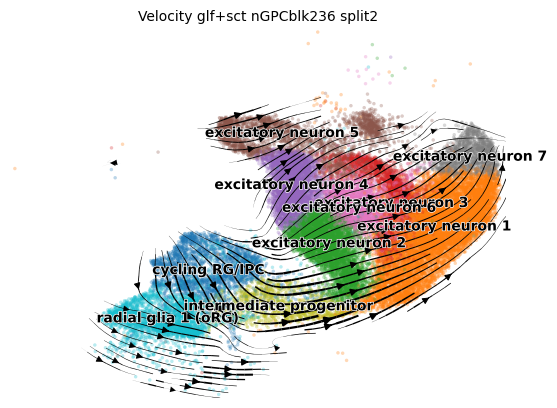 Velocity glf+sct nGPCblk236 split2
excitatory neuron 5
excitatory neuron 7
excitatory neuron 4
excitatory neuron 3
excitatory neuron 6
excitatory neuron 1
excitatory neuron 2
cycling RG/IPC
intermediate progenitor
radial glia 1 (oRG)